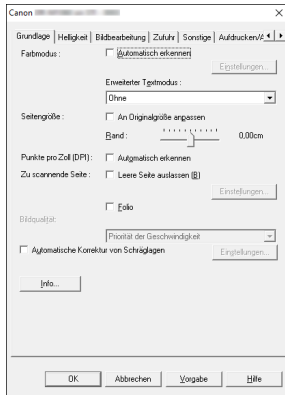 Canon
Grundlage Helligkeit Bildbearbeitung Zufuhr Sonstige Aufdrucken/A
Farbmodus : Automatisch erkennen
Einstellungen...
Erweiterter Textmodus :
Ohne
Seitengröße : An Originalgröße anpassen
Rand : 0,00cm
Punkte pro Zoll (DPI) : Automatisch erkennen
Zu scannende Seite : Leere Seite auslassen (B)
Einstellungen...
Folio
Bildqualität:
Priorität der Geschwindigkeit
Automatische Korrektur von Schräglagen Einstellungen...
Info...
OK Abbrechen Vorgabe Hilfe